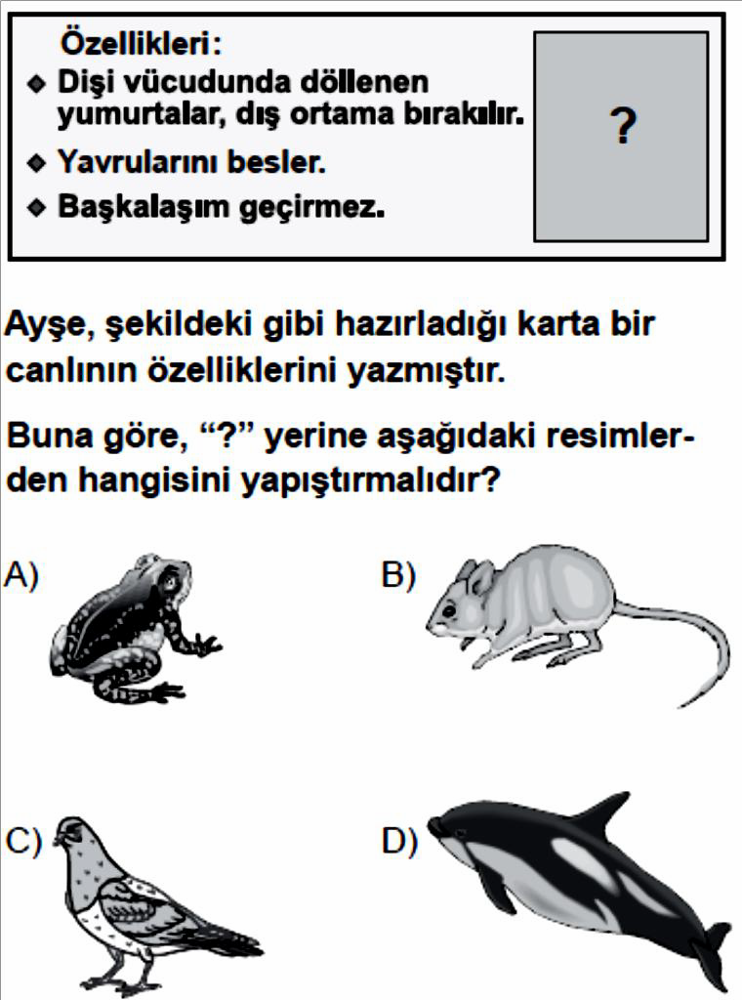 Özellikleri:
❖ Dişi vücudunda döllenen
yumurtalar, dış ortama bırakılır.
❖ Yavrularını besler.
❖ Başkalaşım geçirmez.
?
Ayşe, şekildeki gibi hazırladığı karta bir
canlının özelliklerini yazmıştır.
Buna göre, “?” yerine aşağıdaki resimler-
den hangisini yapıştırmalıdır?
A)
B)
C)
D)